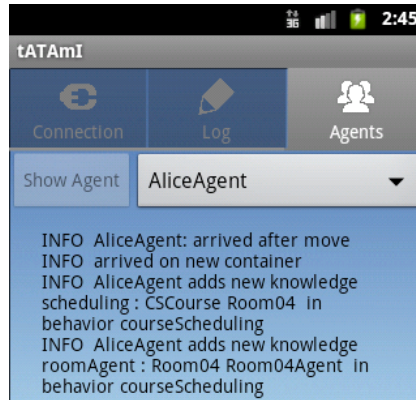 3G 2:45
tATAmI
Connection Log Agents
Show Agent AliceAgent
INFO AliceAgent: arrived after move
INFO arrived on new container
INFO AliceAgent adds new knowledge
scheduling : CSCourse Room04 in
behavior courseScheduling
INFO AliceAgent adds new knowledge
roomAgent : Room04 Room04Agent in
behavior courseScheduling